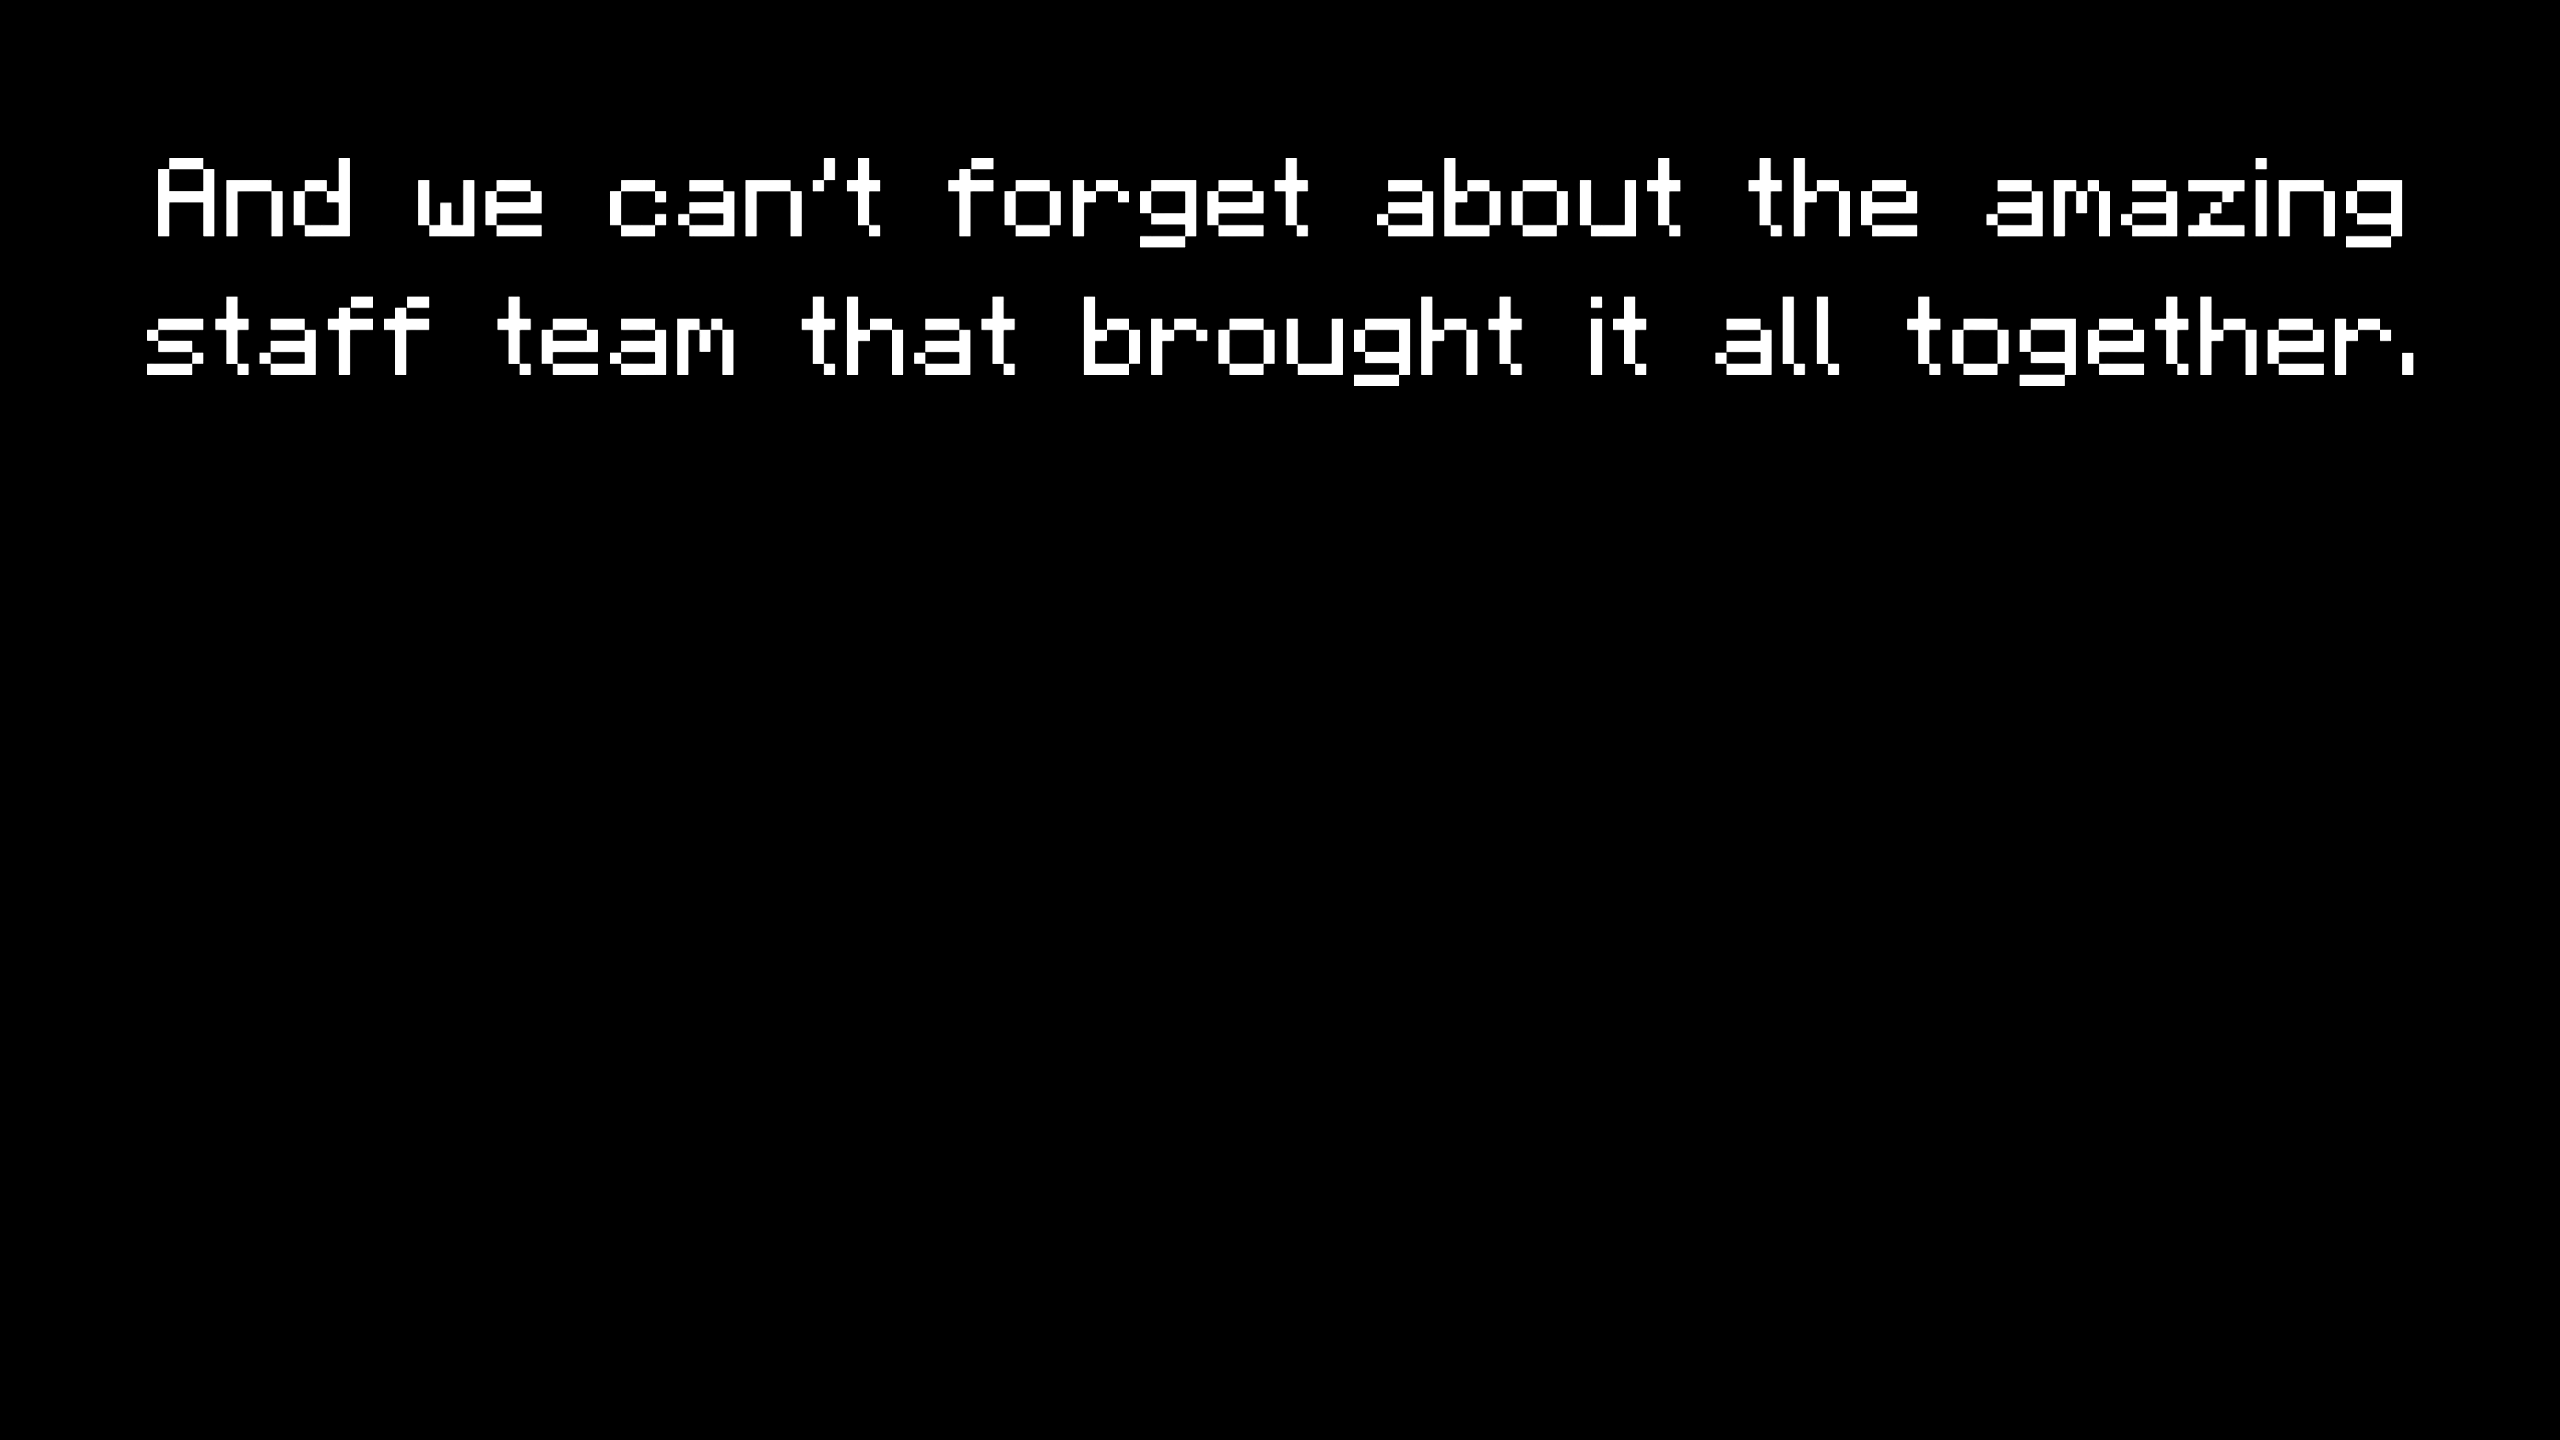 And we can't forget about the amazing
staff team that brought it all together.